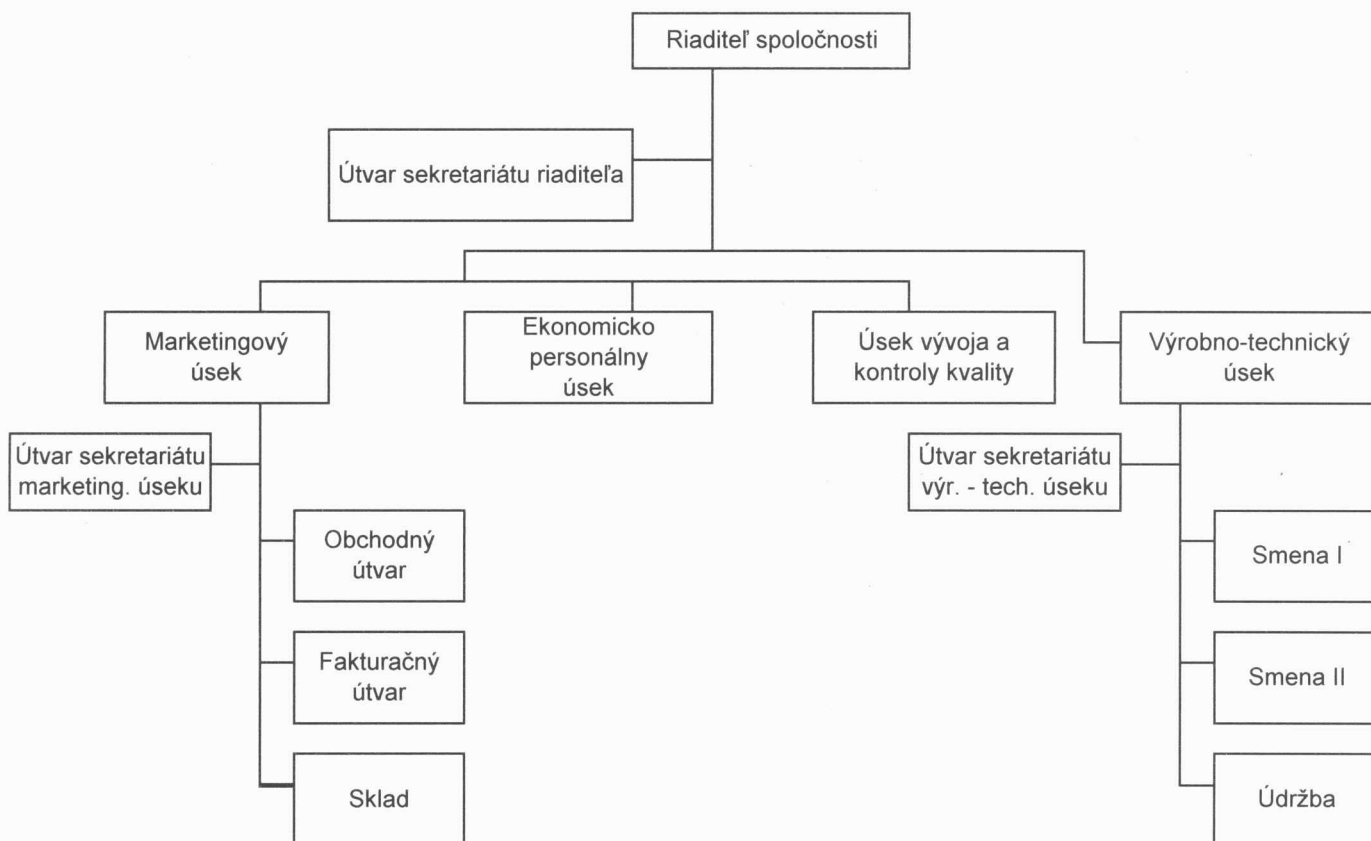 Riaditeľ spoločnosti
Útvar sekretariátu riaditeľa
Marketingový
úsek
Ekonomicko
personálny
úsek
Úsek vývoja a
kontroly kvality
Výrobno-technický
úsek
Útvar sekretariátu
marketing. úseku
Útvar sekretariátu
výr. - tech. úseku
Obchodný
útvar
Smena I
Fakturačný
útvar
Smena II
Sklad
Údržba